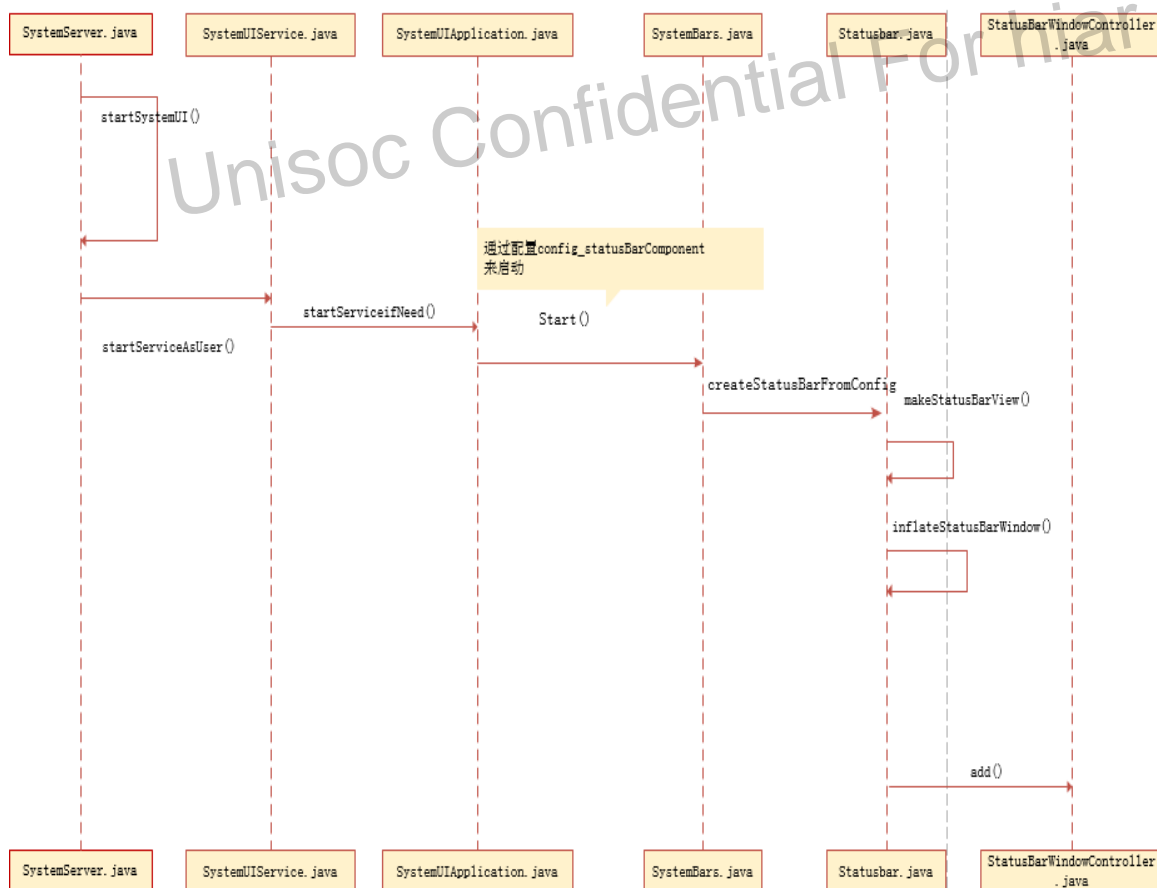 SystemServer.java
SystemUIService.java
SystemUIApplication.java
SystemBars.java
Statusbar.java
StatusBarWindowController
.java
Unisoc Confidential For hiar
startSystemUI()
通过配置config_statusBarComponent
来启动
startServiceifNeed()
Start()
startServiceAsUser()
createStatusBarFromConfig
makeStatusBarView()
inflateStatusBarWindow()
add()
SystemServer.java
SystemUIService.java
SystemUIApplication.java
SystemBars.java
Statusbar.java
StatusBarWindowController
.java